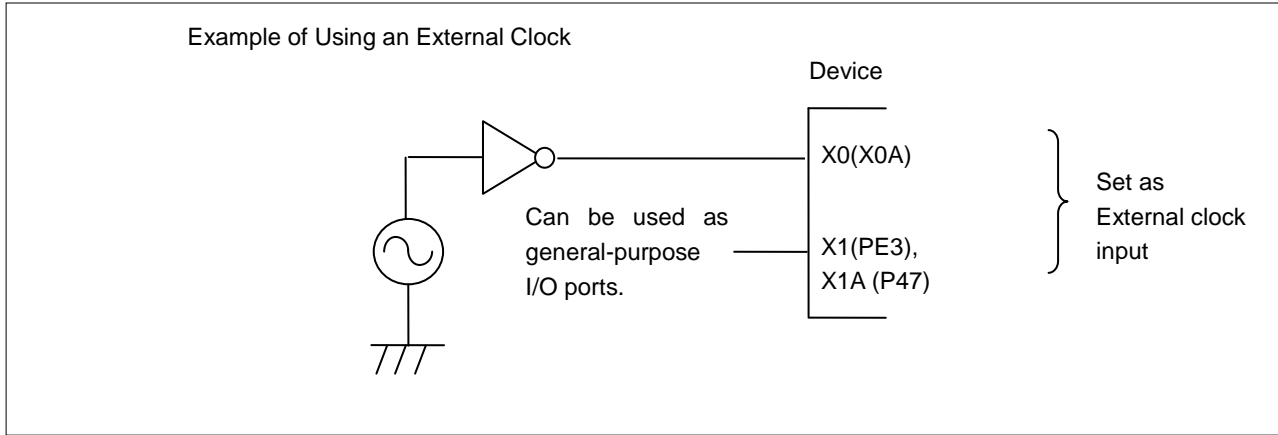 Example of Using an External Clock
Device
X0(X0A)
Can be used as
general-purpose
I/O ports.
X1(PE3),
X1A (P47)
Set as
External clock
input